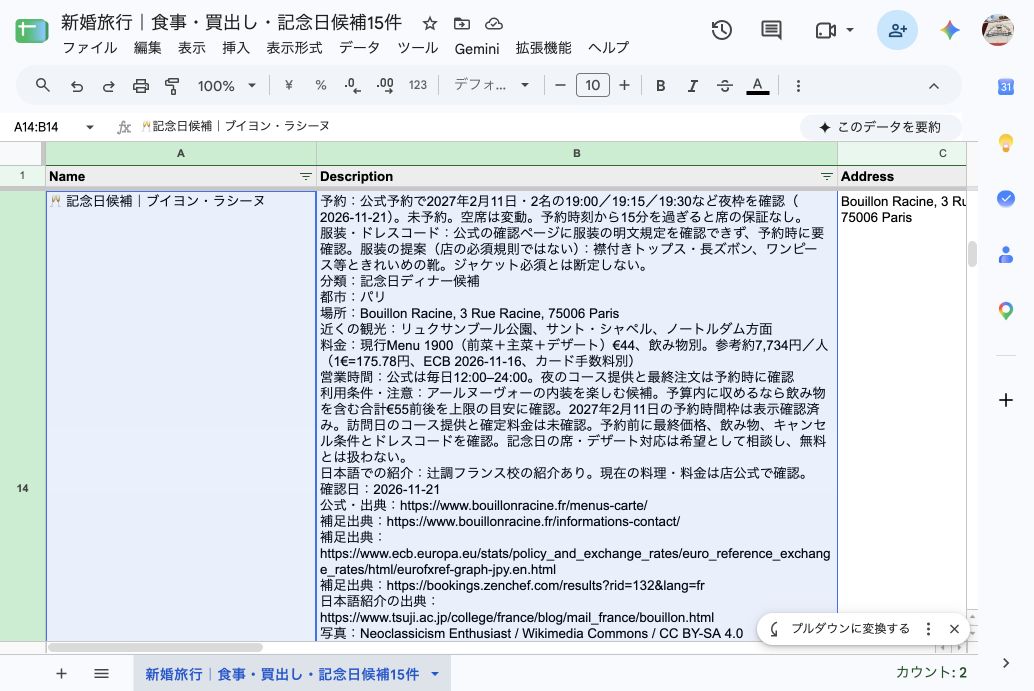 新婚旅行｜食事・買出し・記念日候補15件
ファイル 編集 表示 挿入 表示形式 データ ツール Gemini 拡張機能 ヘルプ
100% ¥ % .0 .00 123 デフォ... − 10 + B I S A
A14:B14 fx 🥂記念日候補｜ブイヨン・ラシーヌ このデータを要約
A B C
1 Name Description Address
14
🥂 記念日候補｜ブイヨン・ラシーヌ
予約：公式予約で2027年2月11日・2名の19:00／19:15／19:30など夜枠を確認（
2026-11-21）。未予約。空席は変動。予約時刻から15分を過ぎると席の保証なし。
服装・ドレスコード：公式の確認ページに服装の明文規定を確認できず、予約時に要
確認。服装の提案（店の必須規則ではない）：襟付きトップス・長ズボン、ワンピー
ス等ときれいめの靴。ジャケット必須とは断定しない。
分類：記念日ディナー候補
都市：パリ
場所：Bouillon Racine, 3 Rue Racine, 75006 Paris
近くの観光：リュクサンブール公園、サント・シャペル、ノートルダム方面
料金：現行Menu 1900（前菜＋主菜＋デザート）€44、飲み物別。参考約7,734円／人
（1€=175.78円、ECB 2026-11-16、カード手数料別）
営業時間：公式は毎日12:00–24:00。夜のコース提供と最終注文は予約時に確認
利用条件・注意：アールヌーヴォーの内装を楽しむ候補。予算内に収めるなら飲み物
を含む合計€55前後を上限の目安に確認。2027年2月11日の予約時間枠は表示確認済
み。訪問日のコース提供と確定料金は未確認。予約前に最終価格、飲み物、キャンセ
ル条件とドレスコードを確認。記念日の席・デザート対応は希望として相談し、無料
とは扱わない。
日本語での紹介：辻調フランス校の紹介あり。現在の料理・料金は店公式で確認。
確認日：2026-11-21
公式・出典：https://www.bouillonracine.fr/menus-carte/
補足出典：https://www.bouillonracine.fr/informations-contact/
補足出典：
https://www.ecb.europa.eu/stats/policy_and_exchange_rates/euro_reference_exchang
e_rates/html/eurofxref-graph-jpy.en.html
補足出典：https://bookings.zenchef.com/results?rid=132&lang=fr
日本語紹介の出典：
https://www.tsuji.ac.jp/college/france/blog/mail_france/bouillon.html
写真：Neoclassicism Enthusiast / Wikimedia Commons / CC BY-SA 4.0
Bouillon Racine, 3 Ru
75006 Paris
31
プルダウンに変換する
新婚旅行｜食事・買出し・記念日候補15件 カウント: 2